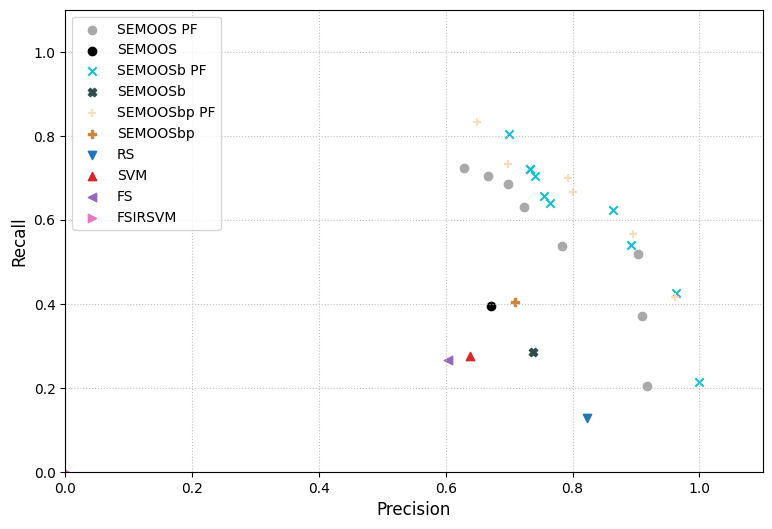 1.0
0.8
0.6
0.4
0.2
0.0
Recall
SEMOOS PF
SEMOOS
SEMOOSb PF
SEMOOSb
SEMOOSbp PF
SEMOOSbp
RS
SVM
FS
FSIRSVM
0.0 0.2 0.4 0.6 0.8 1.0
Precision